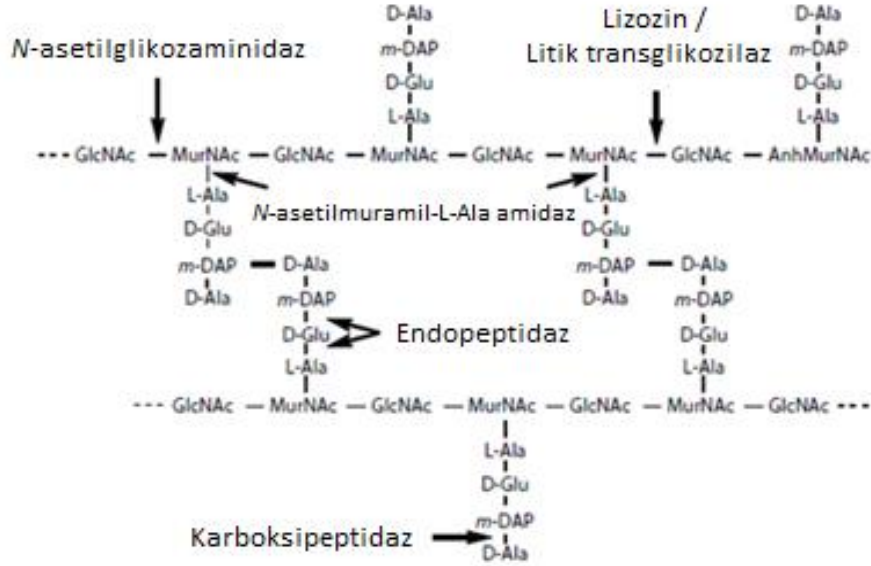 D-Ala
Lizozin /
D-Ala
N-asetilglikozaminidaz
m-DAP
Litik transglikozilaz
m-DAP
D-Glu
D-Glu
L-Ala
L-Ala
--- GlcNAc — MurNAc — GlcNAc — MurNAc — GlcNAc — MurNAc — GlcNAc — AnhMurNAc
L-Ala
N-asetilmuramil-L-Ala amidaz
L-Ala
D-Glu
D-Glu
m-DAP — D-Ala
m-DAP — D-Ala
D-Ala
m-DAP
D-Ala
m-DAP
D-Glu
Endopeptidaz
D-Glu
L-Ala
L-Ala
--- GlcNAc — MurNAc — GlcNAc — MurNAc — GlcNAc — MurNAc — GlcNAc ---
L-Ala
D-Glu
Karboksipeptidaz
m-DAP
D-Ala